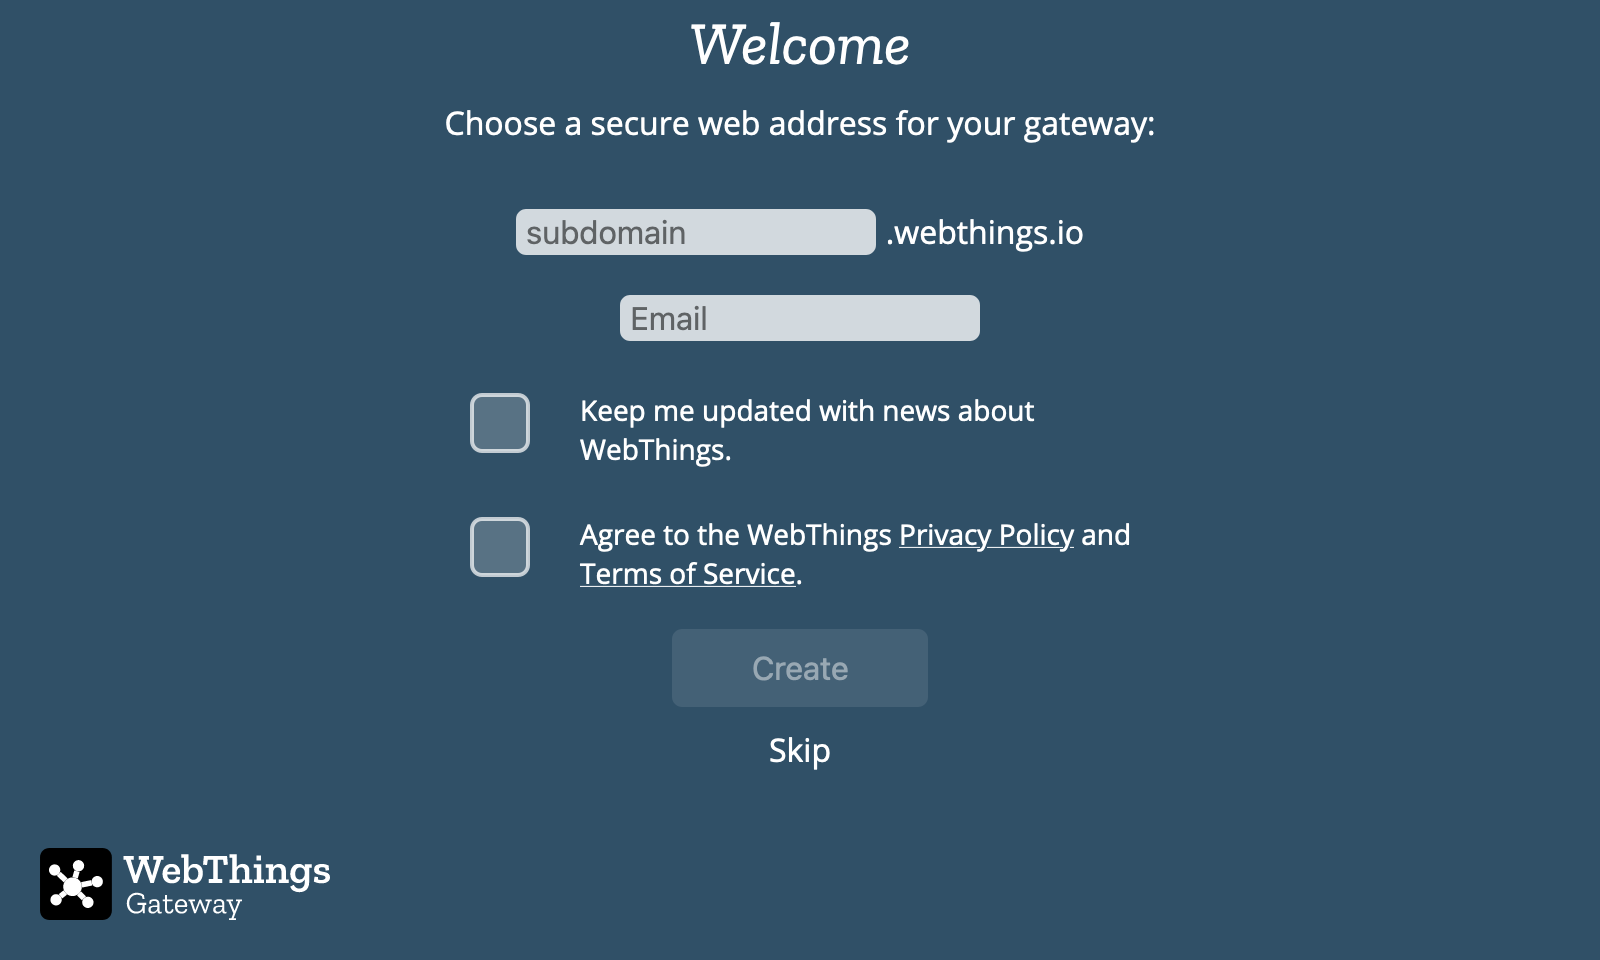 Welcome
Choose a secure web address for your gateway:
subdomain .webthings.io
Email
Keep me updated with news about
WebThings.
Agree to the WebThings Privacy Policy and
Terms of Service.
Create
Skip
WebThings
Gateway